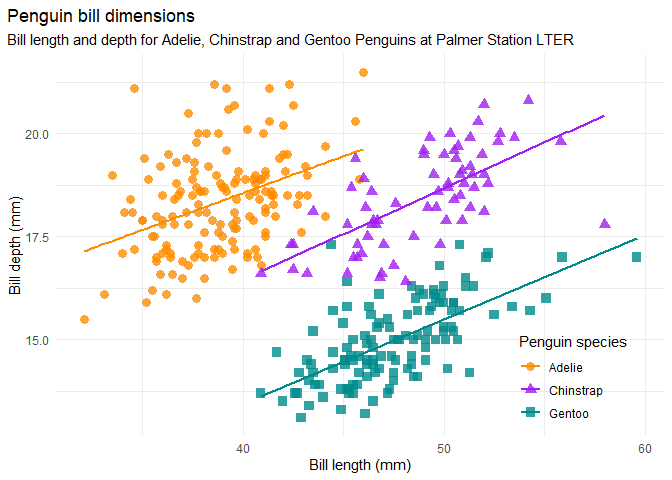 Penguin bill dimensions
Bill length and depth for Adelie, Chinstrap and Gentoo Penguins at Palmer Station LTER
Bill depth (mm)
20.0
17.5
15.0
Penguin species
Adelie
Chinstrap
Gentoo
40
50
60
Bill length (mm)